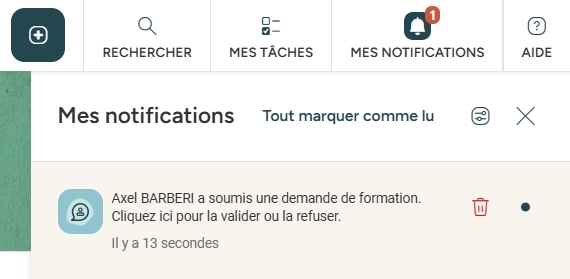 1
RECHERCHER
MES TÂCHES
MES NOTIFICATIONS
AIDE
Mes notifications
Tout marquer comme lu
Axel BARBERI a soumis une demande de formation.
Cliquez ici pour la valider ou la refuser.
Il y a 13 secondes